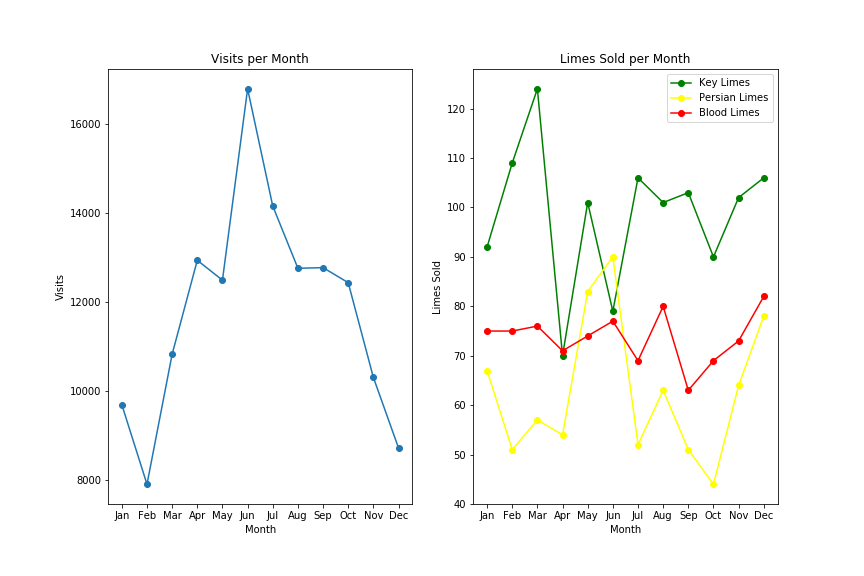 Visits per Month
Visits
16000
14000
12000
10000
8000
Jan Feb Mar Apr May Jun Jul Aug Sep Oct Nov Dec
Month
Limes Sold per Month
Key Limes
Persian Limes
Blood Limes
Limes Sold
120
110
100
90
80
70
60
50
40
Jan Feb Mar Apr May Jun Jul Aug Sep Oct Nov Dec
Month